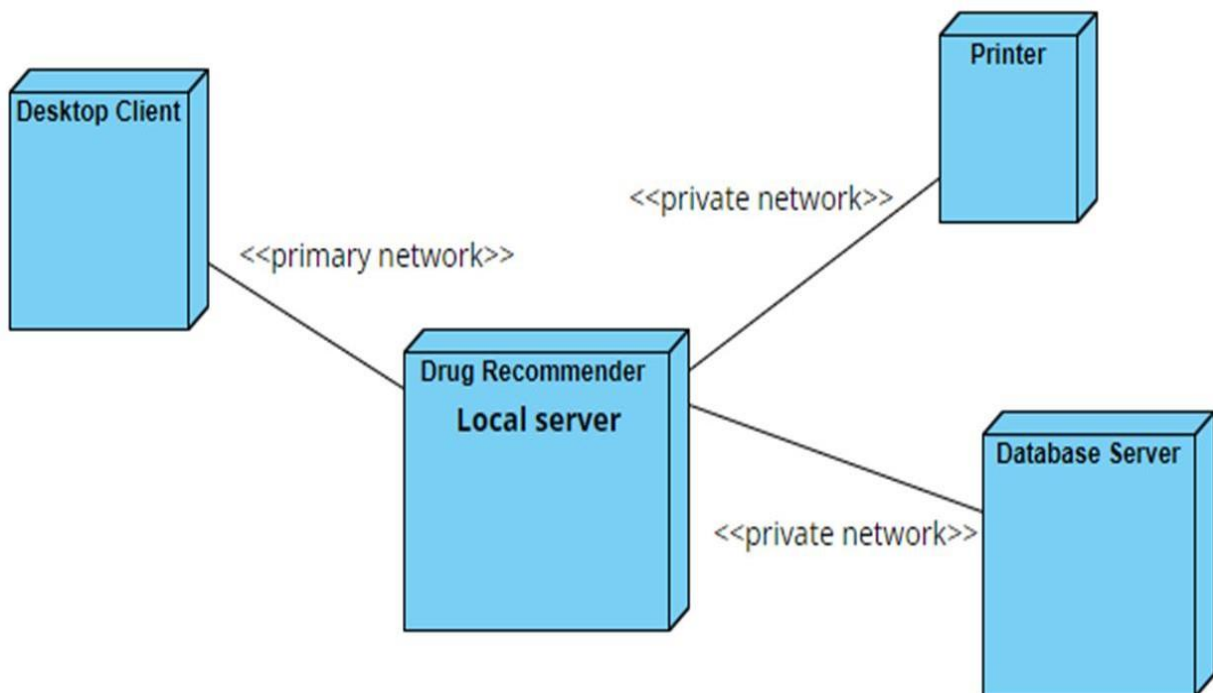 Printer
Desktop Client
<<private network>>
<<primary network>>
Drug Recommender
Local server
Database Server
<<private network>>